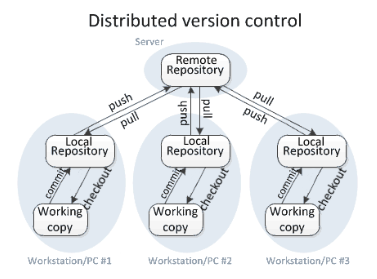 Distributed version control
Server
Remote
Repository
push
pull
push
pull
pull
push
Local
Repository
Local
Repository
Local
Repository
commit
checkout
commit
checkout
commit
checkout
Working
copy
Working
copy
Working
copy
Workstation/PC #1
Workstation/PC #2
Workstation/PC #3